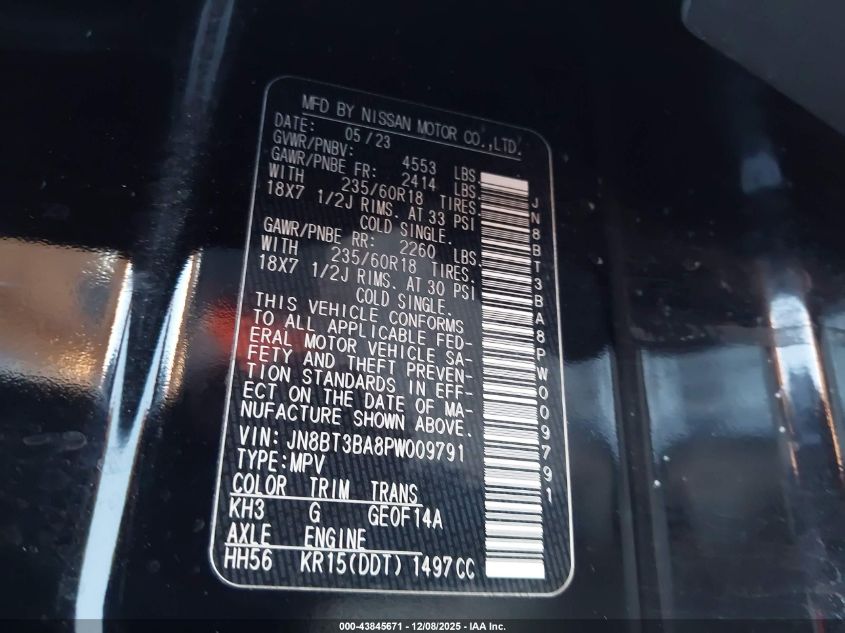 MFD BY NISSAN MOTOR CO.,LTD.
DATE: 05/23
GVWR/PNBV: 4553 LBS.
GAWR/PNBE FR: 2414 LBS.
WITH 235/60R18 TIRES.
18X7 1/2J RIMS. AT 33 PSI
COLD SINGLE.
GAWR/PNBE RR: 2260 LBS.
WITH 235/60R18 TIRES.
18X7 1/2J RIMS. AT 30 PSI
COLD SINGLE.
THIS VEHICLE CONFORMS
TO ALL APPLICABLE FED-
ERAL MOTOR VEHICLE SA-
FETY AND THEFT PREVEN-
TION STANDARDS IN EFF-
ECT ON THE DATE OF MA-
NUFACTURE SHOWN ABOVE.
VIN: JN8BT3BA8PW009791
TYPE:MPV
COLOR TRIM TRANS
KH3 G GE0F14A
AXLE ENGINE
HH56 KR15(DDT) 1497CC
JN8BT3BA8PW009791
000-43845671 - 12/08/2025 - IAA Inc.